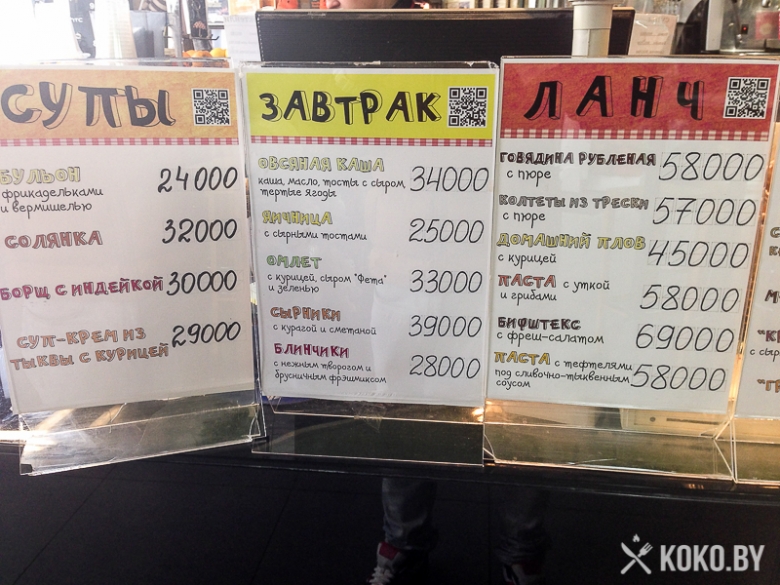 СУПЫ
БУЛЬОН 24000
фрикадельками
и вермишелью
СОЛЯНКА 32000
БОРЩ С ИНДЕЙКОЙ 30000
СУП-КРЕМ ИЗ
ТЫКВЫ С КУРИЦЕЙ 29000
ЗАВТРАК
ОВСЯНАЯ КАША 34000
каша, масло, тосты с сыром
тертые ягоды
ЯИЧНИЦА 25000
с сырными тостами
ОМЛЕТ 33000
с курицей, сыром "Фета"
и зеленью
СЫРНИКИ 39000
с курагой и сметаной
БЛИНЧИКИ 28000
с нежным творогом и
брусничным фрэшмиксом
ЛАНЧ
ГОВЯДИНА РУБЛЕНАЯ 58000
с пюре
КОЛТЕТЫ ИЗ ТРЕСКИ 57000
с пюре
ДОМАШНИЙ ПЛОВ 45000
с курицей
ПАСТА с уткой 58000
и грибами
БИФШТЕКС 69000
с фреш-салатом
ПАСТА с тефтелями 58000
под сливочно-тыквенным
соусом
KOKO.BY